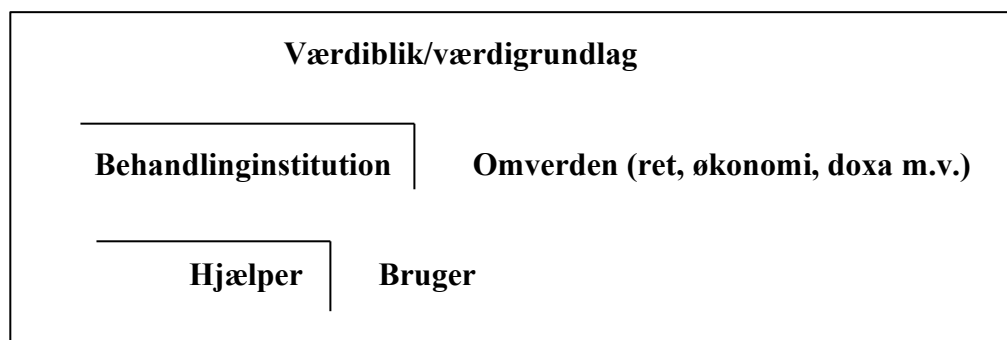 Værdiblik/værdigrundlag
Behandlinginstitution Omverden (ret, økonomi, doxa m.v.)
Hjælper Bruger